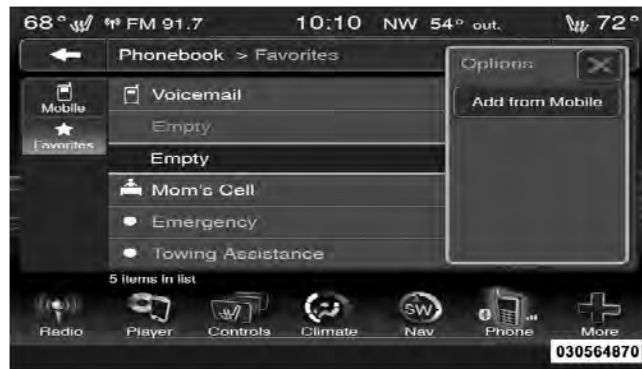 68° FM 91.7 10:10 NW 54° out. 72°
Phonebook > Favorites
Options
Mobile
Voicemail
Add from Mobile
Empty
Favorites
Empty
Mom's Cell
Emergency
Towing Assistance
5 items in list
SW
Radio Player Controls Climate Nav Phone More
030564870